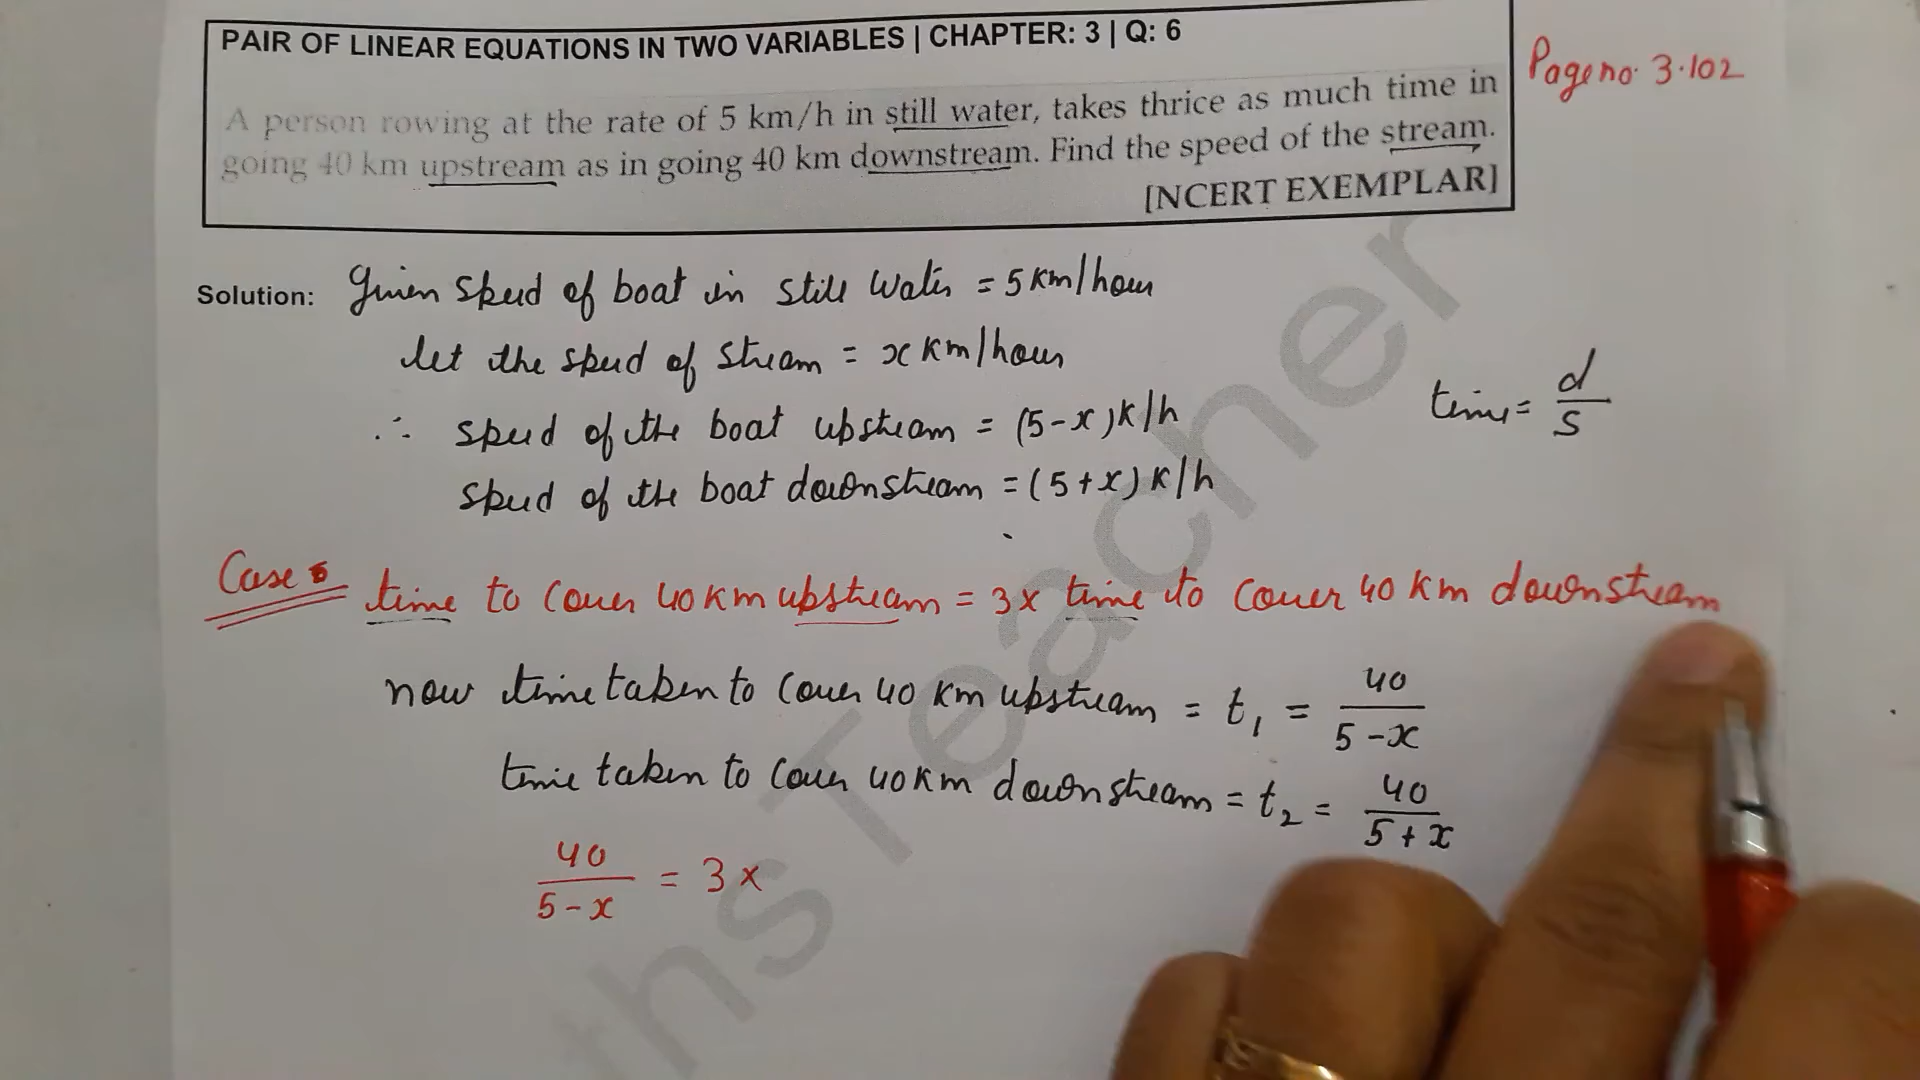 PAIR OF LINEAR EQUATIONS IN TWO VARIABLES | CHAPTER: 3 | Q: 6
Page no. 3.102
A person rowing at the rate of 5 km/h in still water, takes thrice as much time in
going 40 km upstream as in going 40 km downstream. Find the speed of the stream.
[NCERT EXEMPLAR]
Solution: Given speed of boat in still water = 5 km/hour
let the speed of stream = x km/hour
time = d/s
∴ speed of the boat upstream = (5-x) k/h
speed of the boat downstream = (5+x) k/h
Case: time to cover 40 km upstream = 3 x time to cover 40 km downstream
now time taken to cover 40 km upstream = t₁ = 40/(5-x)
time taken to cover 40 km downstream = t₂ = 40/(5+x)
40/(5-x) = 3 x
ths Teacher